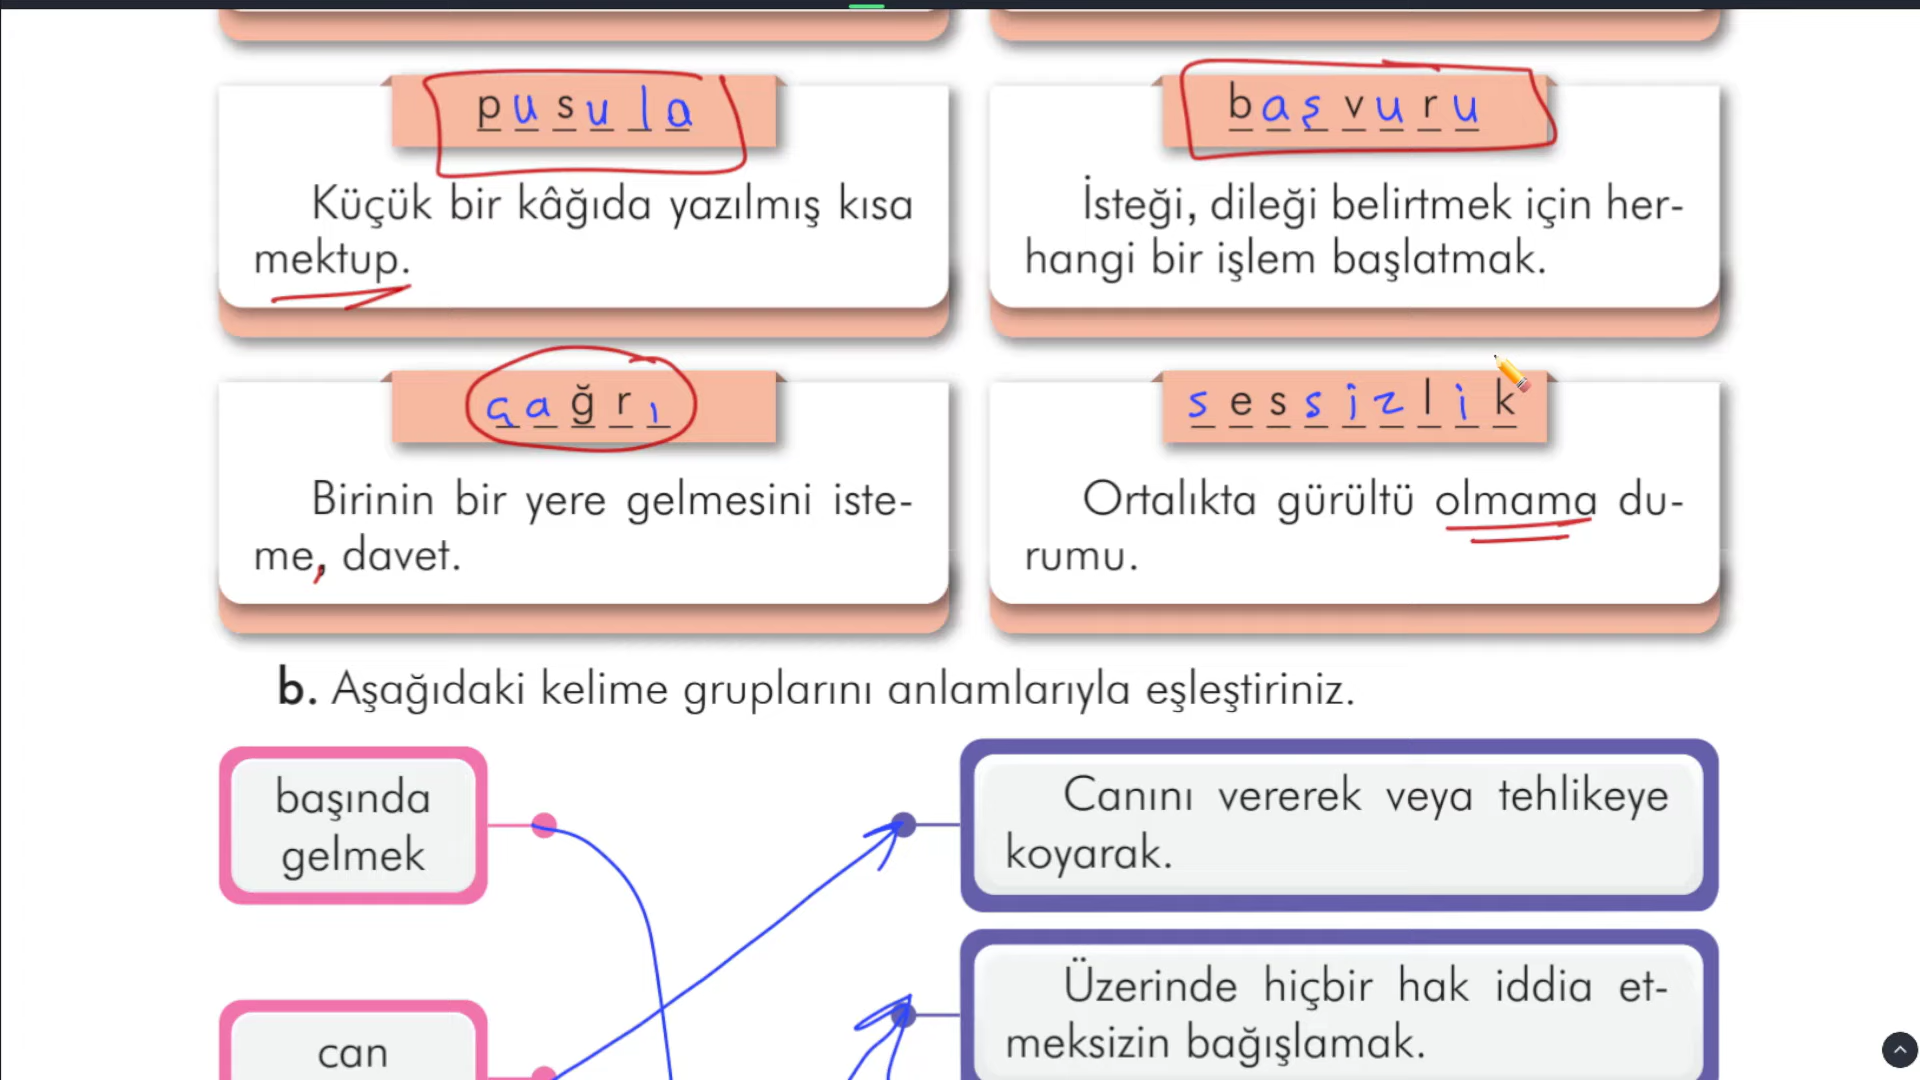 pusula
Küçük bir kâğıda yazılmış kısa
mektup.
başvuru
İsteği, dileği belirtmek için her-
hangi bir işlem başlatmak.
çağrı
Birinin bir yere gelmesini iste-
me, davet.
sessizlik
Ortalıkta gürültü olmama du-
rumu.
b. Aşağıdaki kelime gruplarını anlamlarıyla eşleştiriniz.
başında
gelmek
Canını vererek veya tehlikeye
koyarak.
can
Üzerinde hiçbir hak iddia et-
meksizin bağışlamak.